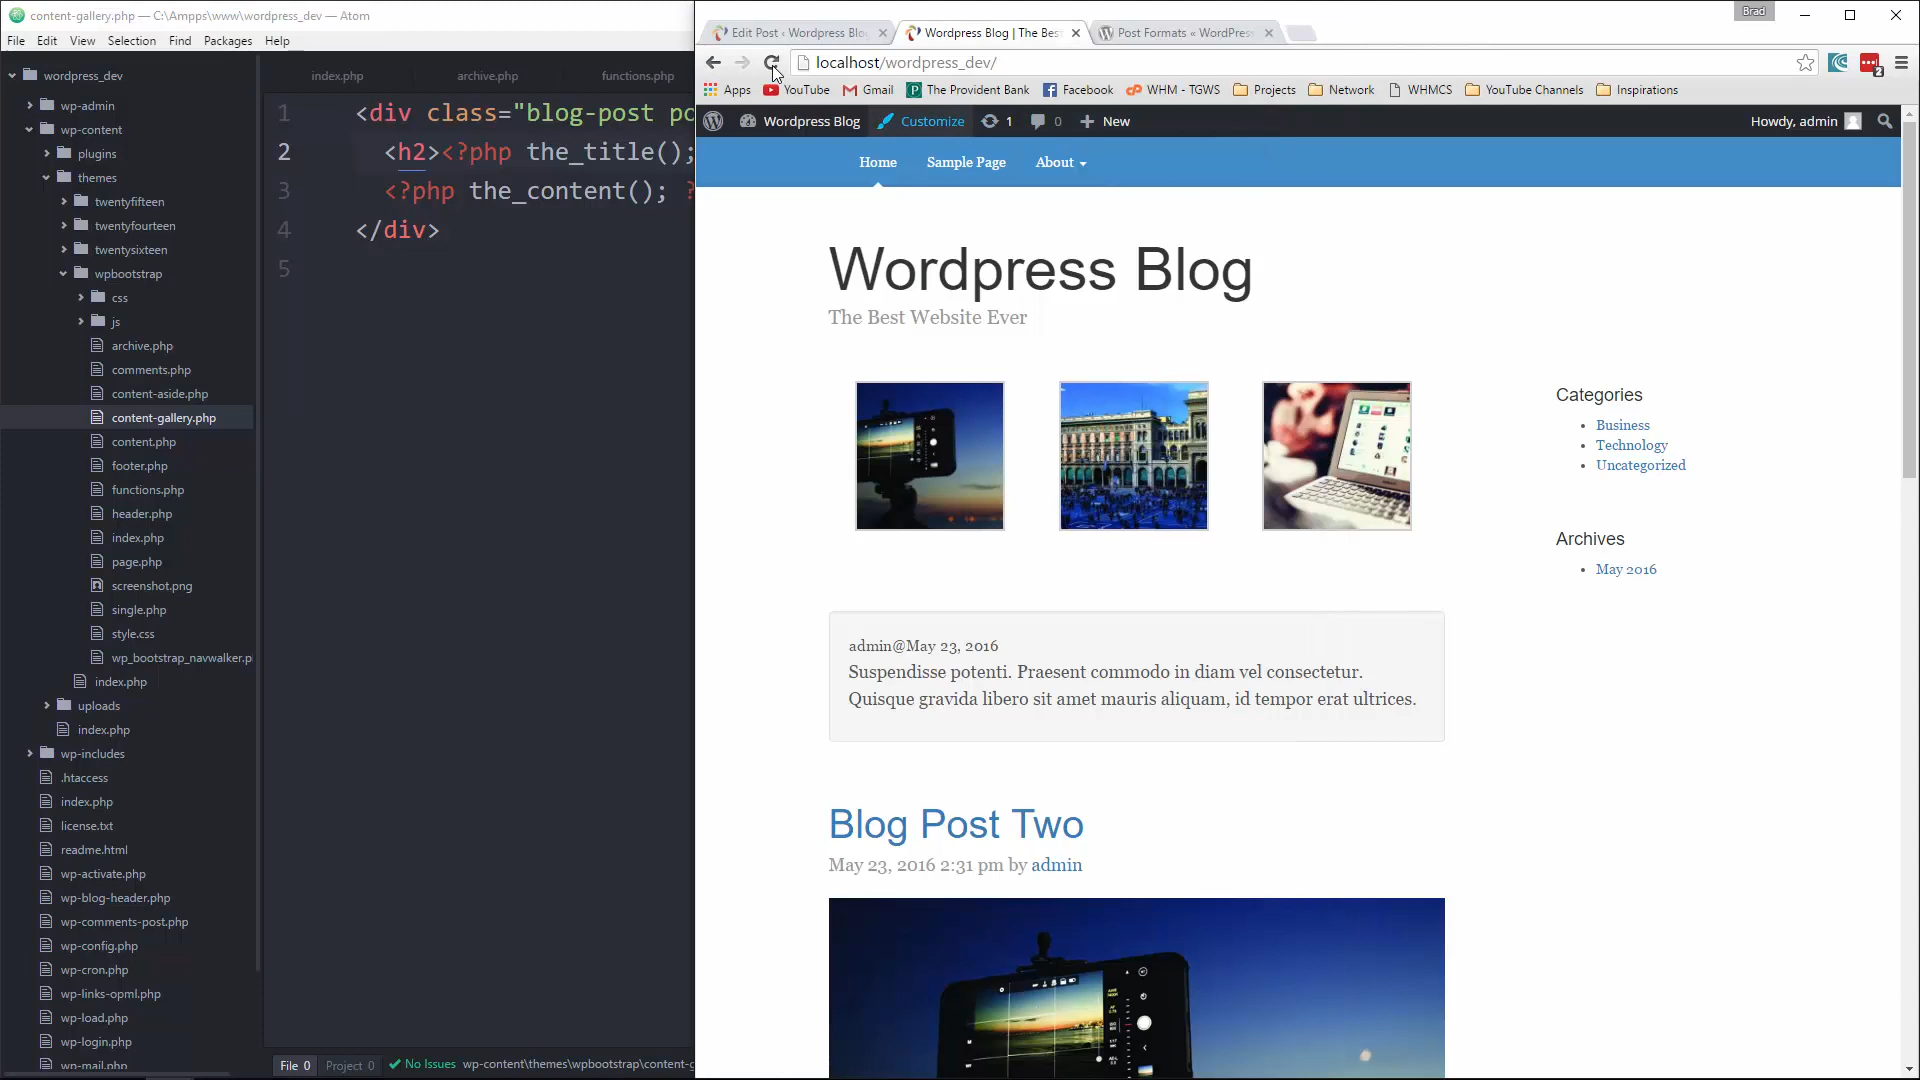 content-gallery.php — C:\Ampps\www\wordpress_dev — Atom
File Edit View Selection Find Packages Help
wordpress_dev
wp-admin
wp-content
plugins
themes
twentyfifteen
twentyfourteen
twentysixteen
wpbootstrap
css
js
archive.php
comments.php
content-aside.php
content-gallery.php
content.php
footer.php
functions.php
header.php
index.php
page.php
screenshot.png
single.php
style.css
wp_bootstrap_navwalker.p
index.php
uploads
index.php
wp-includes
.htaccess
index.php
license.txt
readme.html
wp-activate.php
wp-blog-header.php
wp-comments-post.php
wp-config.php
wp-cron.php
wp-links-opml.php
wp-load.php
wp-login.php
wp-mail.php
index.php archive.php functions.php
1 <div class="blog-post po
2 <h2><?php the_title();
3 <?php the_content(); ?
4 </div>
5
File 0 Project 0 No Issues wp-content\themes\wpbootstrap\content-g
Brad
Edit Post ‹ Wordpress Blo Wordpress Blog | The Bes Post Formats « WordPres
localhost/wordpress_dev/
2
Apps YouTube Gmail The Provident Bank Facebook WHM - TGWS Projects Network WHMCS YouTube Channels Inspirations
Wordpress Blog Customize 1 0 New Howdy, admin
Home Sample Page About
Wordpress Blog
The Best Website Ever
Categories
Business
Technology
Uncategorized
Archives
May 2016
admin@May 23, 2016
Suspendisse potenti. Praesent commodo in diam vel consectetur.
Quisque gravida libero sit amet mauris aliquam, id tempor erat ultrices.
Blog Post Two
May 23, 2016 2:31 pm by admin